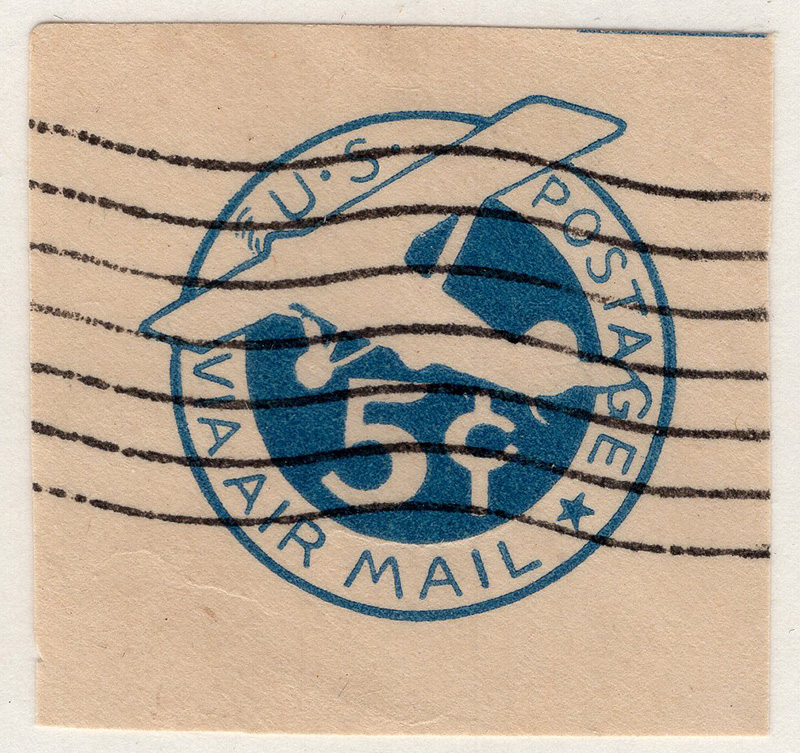 U·S·
POSTAGE
5¢
VIA AIR MAIL